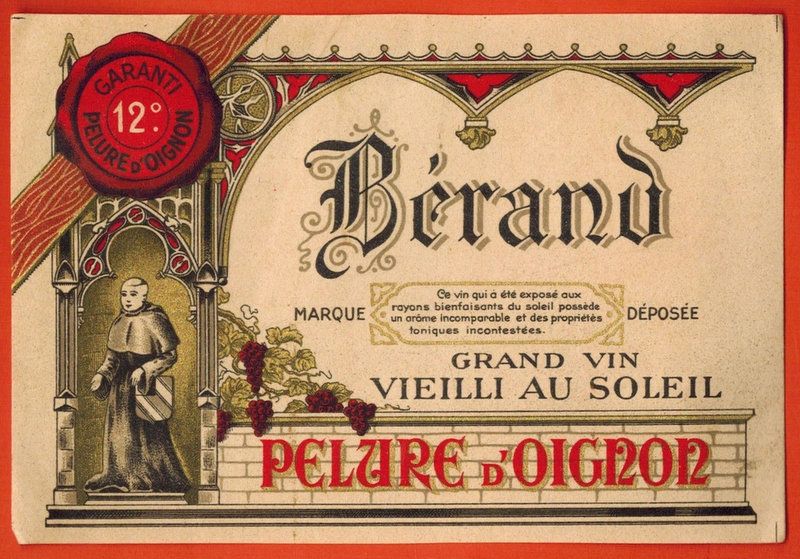 GARANTI
12°.
PELURE D'OIGNON
Bérand
MARQUE
Ce vin qui a été exposé aux
rayons bienfaisants du soleil possède
un arôme incomparable et des propriétés
toniques incontestées.
DÉPOSÉE
GRAND VIN
VIEILLI AU SOLEIL
PELURE D'OIGNON